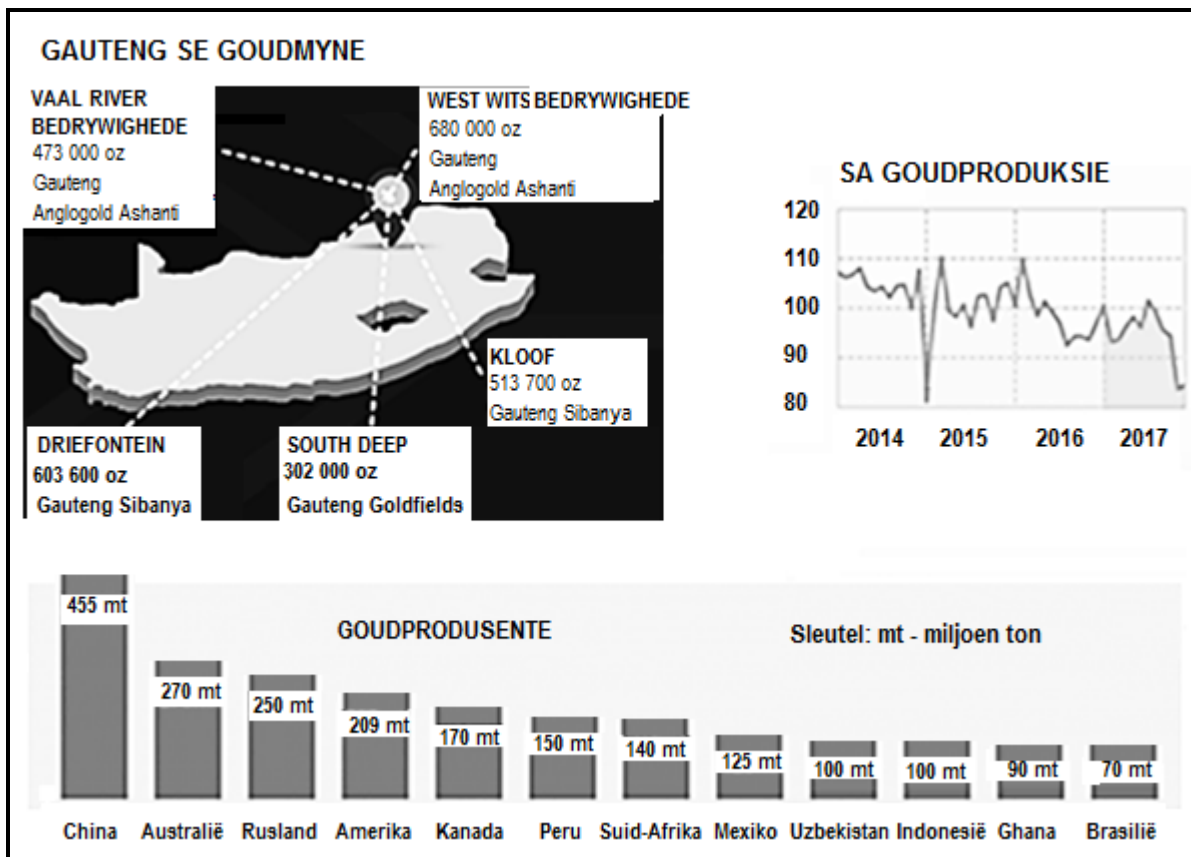 GAUTENG SE GOUDMYNE
VAAL RIVER
BEDRYWIGHEDE
473 000 oz
Gauteng
Anglogold Ashanti
WEST WITS BEDRYWIGHEDE
680 000 oz
Gauteng
Anglogold Ashanti
KLOOF
513 700 oz
Gauteng Sibanya
DRIEFONTEIN
603 600 oz
Gauteng Sibanya
SOUTH DEEP
302 000 oz
Gauteng Goldfields
SA GOUDPRODUKSIE
120
110
100
90
80
2014 2015 2016 2017
GOUDPRODUSENTE
Sleutel: mt - miljoen ton
455 mt 270 mt 250 mt 209 mt 170 mt 150 mt 140 mt 125 mt 100 mt 100 mt 90 mt 70 mt
China Australië Rusland Amerika Kanada Peru Suid-Afrika Mexiko Uzbekistan Indonesië Ghana Brasilië